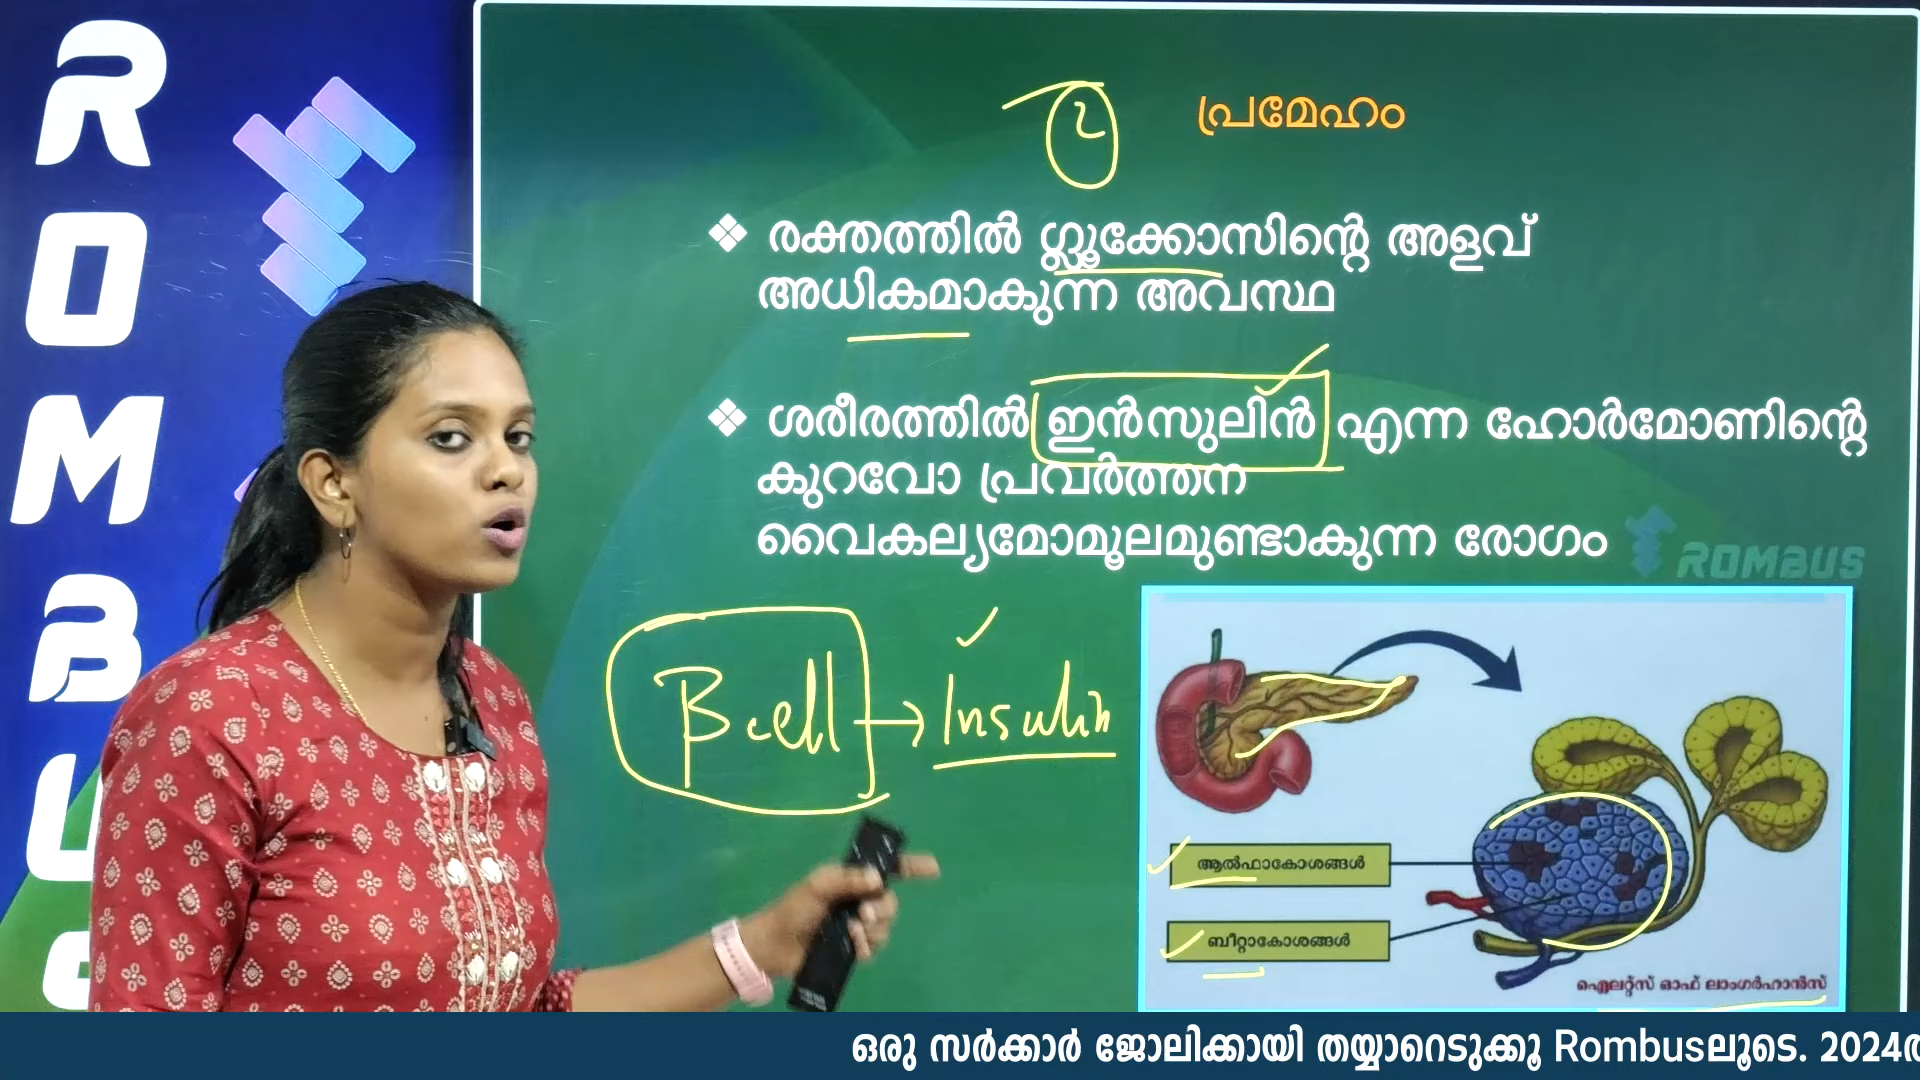 ROMBUS
2
പ്രമേഹം
❖ രക്തത്തിൽ ഗ്ലൂക്കോസിന്റെ അളവ്
അധികമാകുന്ന അവസ്ഥ
❖ ശരീരത്തിൽ ഇൻസുലിൻ എന്ന ഹോർമോണിന്റെ
കുറവോ പ്രവർത്തന
വൈകല്യമോമൂലമുണ്ടാകുന്ന രോഗം
ROMBUS
β cell → Insulin
ആൽഫാകോശങ്ങൾ
ബീറ്റാകോശങ്ങൾ
ഐലറ്റ്സ് ഓഫ് ലാംഗർഹാൻസ്
ഒരു സർക്കാർ ജോലിക്കായി തയ്യാറെടുക്കൂ Rombusലൂടെ. 2024